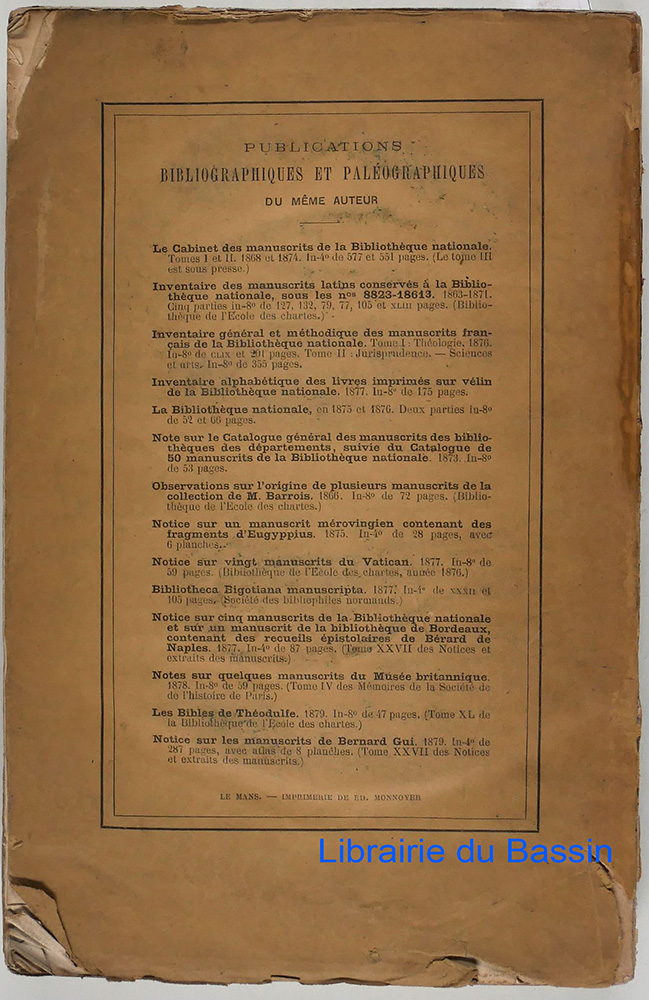 PUBLICATIONS
BIBLIOGRAPHIQUES ET PALÉOGRAPHIQUES
DU MÊME AUTEUR
Le Cabinet des manuscrits de la Bibliothèque nationale.
Tomes I et II. 1868 et 1874. In-4º de 577 et 551 pages. (Le tome III
est sous presse.)
Inventaire des manuscrits latins conservés à la Biblio-
thèque nationale, sous les nos 8823-18613. 1863-1871.
Cinq parties in-8º de 127, 132, 79, 77, 105 et XLIII pages. (Biblio-
thèque de l'École des chartes.)
Inventaire général et méthodique des manuscrits fran-
çais de la Bibliothèque nationale. Tome I : Théologie. 1876.
In-8º de CLIX et 201 pages. Tome II : Jurisprudence. — Sciences
et arts. In-8º de 355 pages.
Inventaire alphabétique des livres imprimés sur vélin
de la Bibliothèque nationale. 1877. In-8º de 175 pages.
La Bibliothèque nationale, en 1875 et 1876. Deux parties in-8º
de 52 et 66 pages.
Note sur le Catalogue général des manuscrits des biblio-
thèques des départements, suivie du Catalogue de
50 manuscrits de la Bibliothèque nationale. 1873. In-8º
de 53 pages.
Observations sur l'origine de plusieurs manuscrits de la
collection de M. Barrois. 1866. In-8º de 72 pages. (Biblio-
thèque de l'École des chartes.)
Notice sur un manuscrit mérovingien contenant des
fragments d'Eugyppius. 1875. In-4º de 28 pages, avec
6 planches.
Notice sur vingt manuscrits du Vatican. 1877. In-8º de
59 pages. (Bibliothèque de l'École des chartes, année 1876.)
Bibliotheca Bigotiana manuscripta. 1877. In-4º de XXXII et
105 pages. (Société des bibliophiles normands.)
Notice sur cinq manuscrits de la Bibliothèque nationale
et sur un manuscrit de la bibliothèque de Bordeaux,
contenant des recueils épistolaires de Bérard de
Naples. 1877. In-4º de 87 pages. (Tome XXVII des Notices et
extraits des manuscrits.)
Notes sur quelques manuscrits du Musée britannique.
1878. In-8º de 59 pages. (Tome IV des Mémoires de la Société de
de l'histoire de Paris.)
Les Bibles de Théodulfe. 1879. In-8º de 47 pages. (Tome XL de
la Bibliothèque de l'École des chartes.)
Notice sur les manuscrits de Bernard Gui. 1879. In-4º de
287 pages, avec atlas de 8 planches. (Tome XXVII des Notices
et extraits des manuscrits.)
LE MANS. — IMPRIMERIE DE ED. MONNOYER
Librairie du Bassin